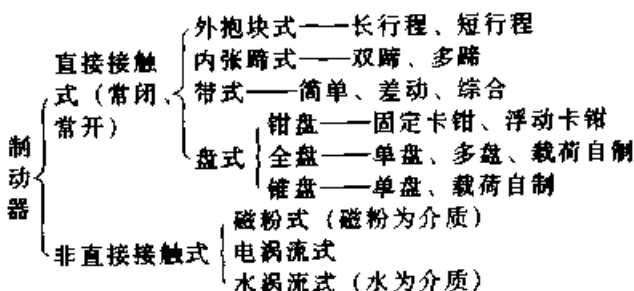 外抱块式——长行程、短行程
内张蹄式——双蹄、多蹄
直接接触
式（常闭、
常开）
带式——简单、差动、综合
盘式
钳盘——固定卡钳、浮动卡钳
全盘——单盘、多盘、载荷自制
锥盘——单盘、载荷自制
制动器
非直接接触式
磁粉式（磁粉为介质）
电涡流式
水涡流式（水为介质）